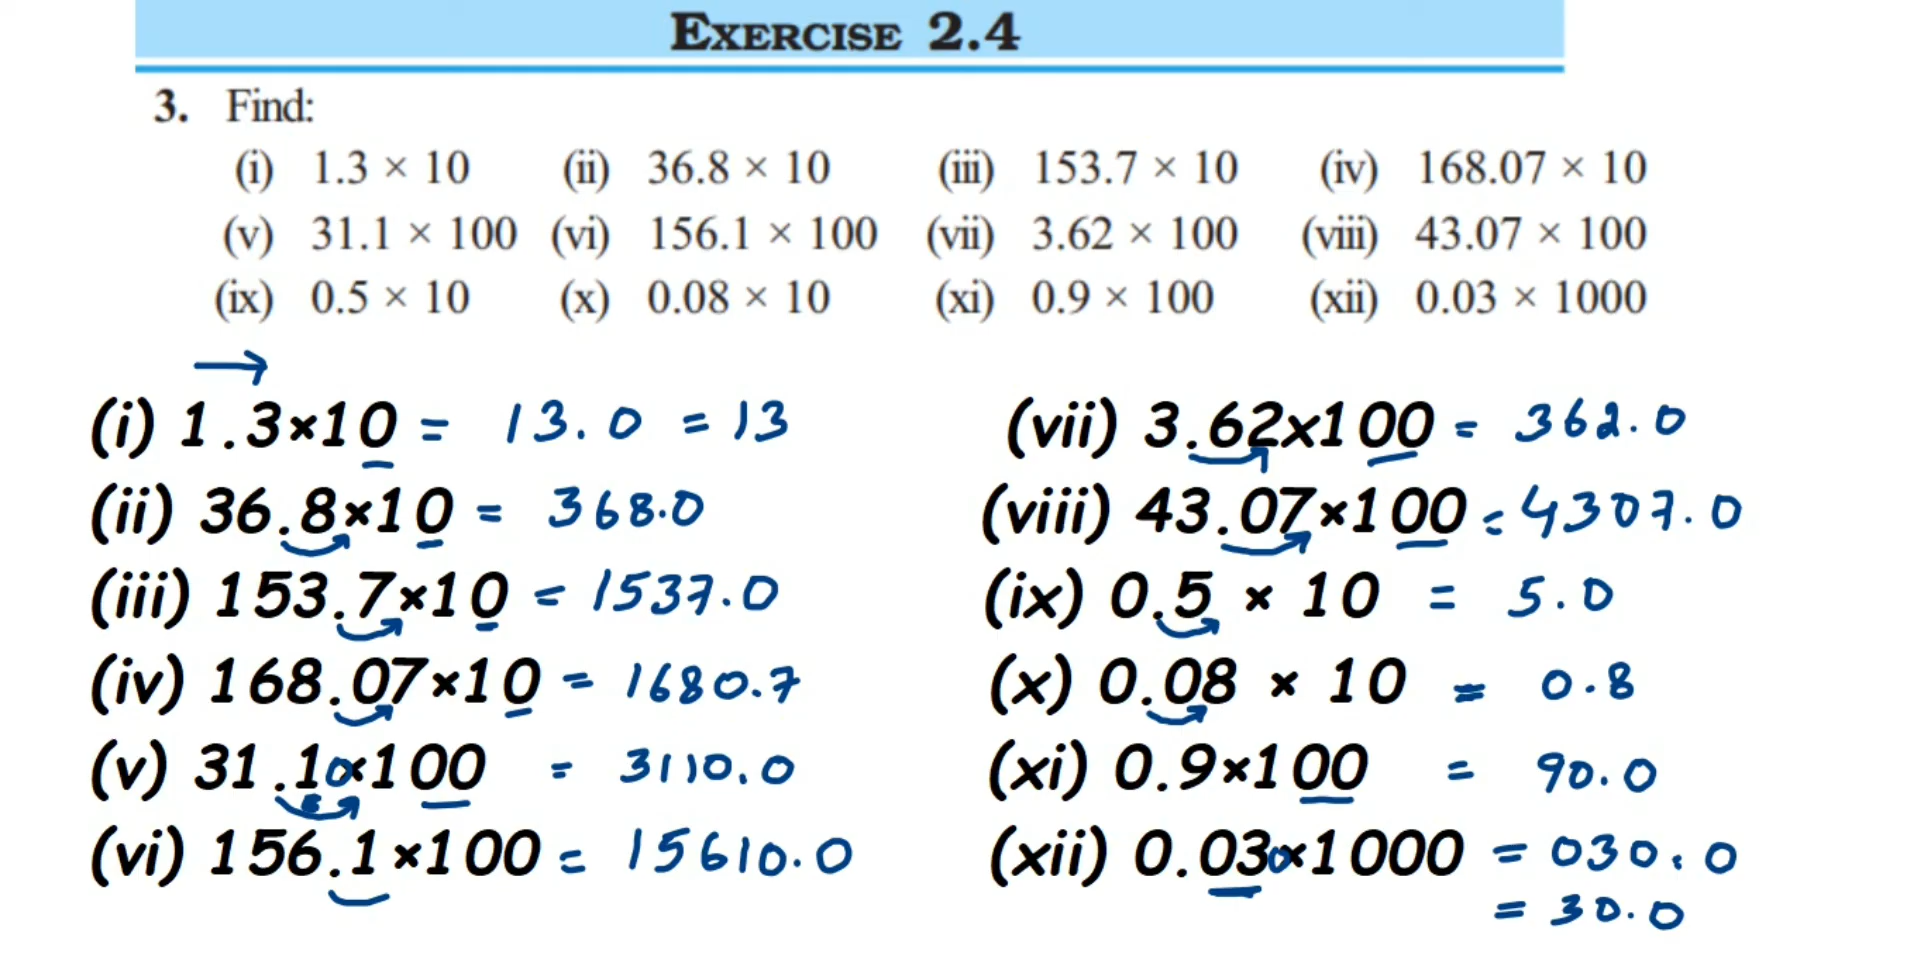 EXERCISE 2.4
3. Find:
(i) 1.3 × 10 (ii) 36.8 × 10 (iii) 153.7 × 10 (iv) 168.07 × 10
(v) 31.1 × 100 (vi) 156.1 × 100 (vii) 3.62 × 100 (viii) 43.07 × 100
(ix) 0.5 × 10 (x) 0.08 × 10 (xi) 0.9 × 100 (xii) 0.03 × 1000
(i) 1.3×10 = 13.0 = 13
(ii) 36.8×10 = 368.0
(iii) 153.7×10 = 1537.0
(iv) 168.07×10 = 1680.7
(v) 31.10×100 = 3110.0
(vi) 156.1×100 = 15610.0
(vii) 3.62×100 = 362.0
(viii) 43.07×100 = 4307.0
(ix) 0.5 × 10 = 5.0
(x) 0.08 × 10 = 0.8
(xi) 0.9×100 = 90.0
(xii) 0.030×1000 = 030.0
= 30.0